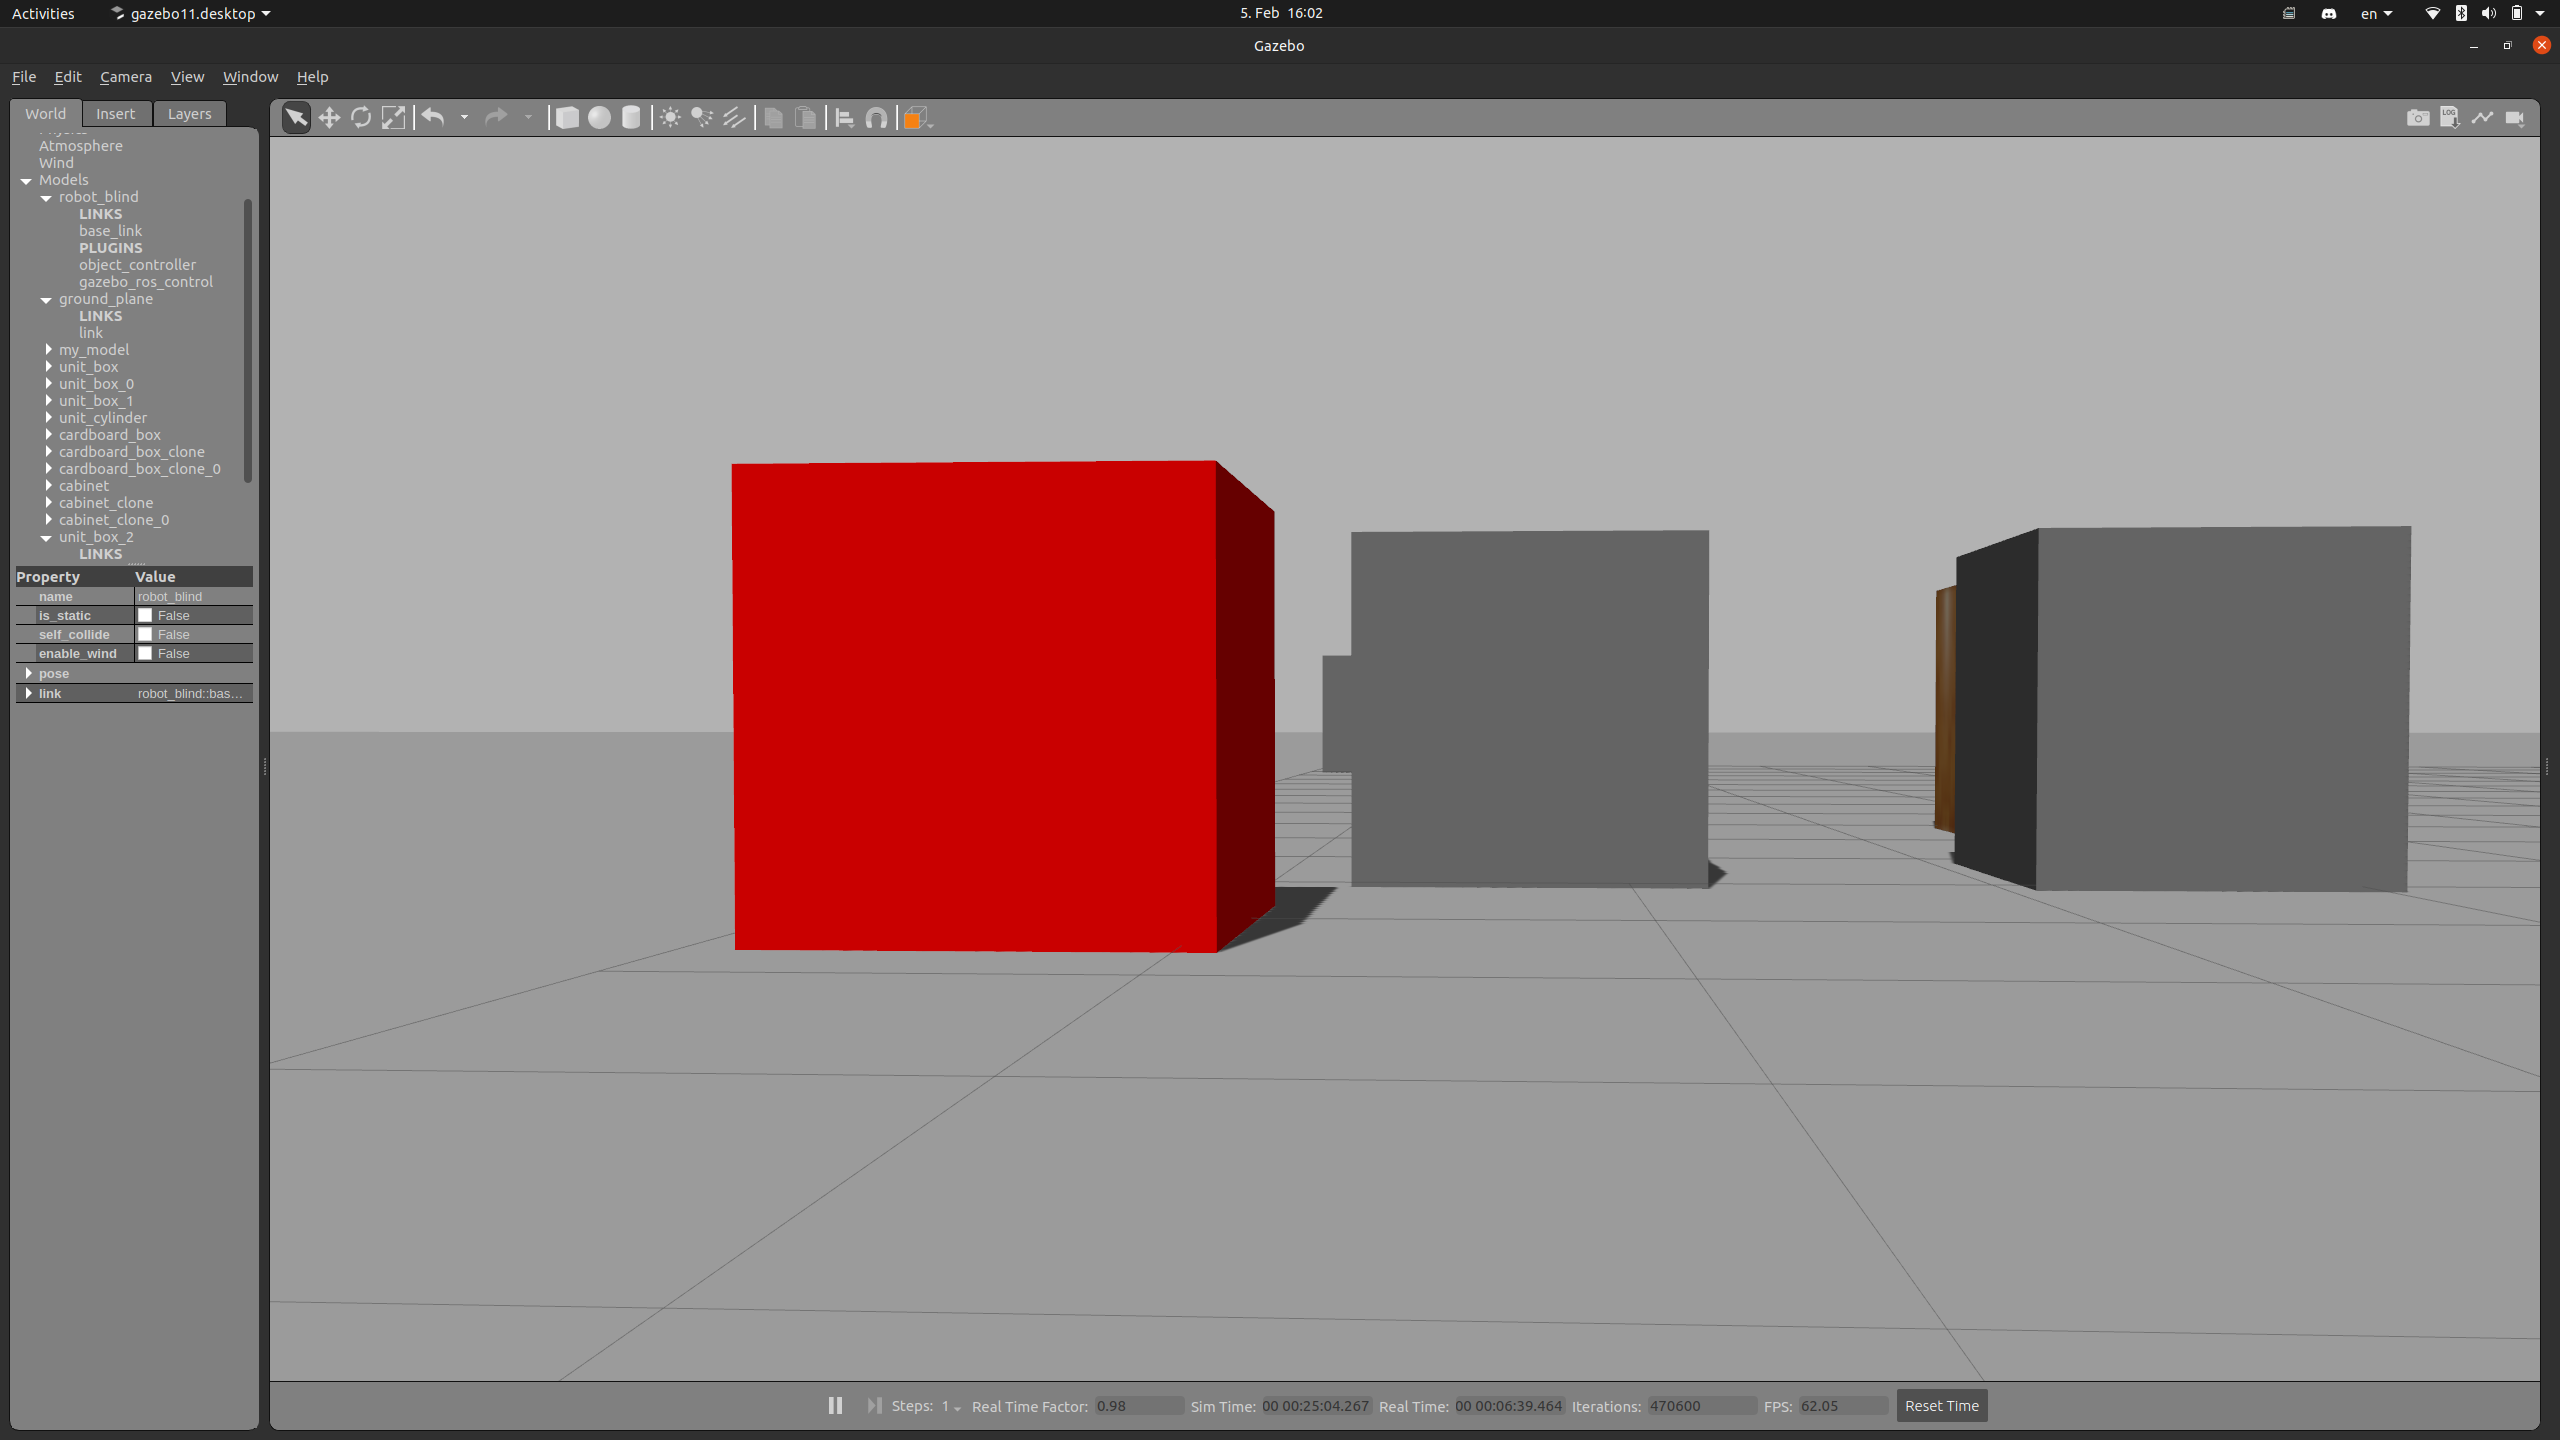 Activities
gazebo11.desktop
5. Feb 16:02
en
Gazebo
File Edit Camera View Window Help
World Insert Layers
Atmosphere
Wind
Models
robot_blind
LINKS
base_link
PLUGINS
object_controller
gazebo_ros_control
ground_plane
LINKS
link
my_model
unit_box
unit_box_0
unit_box_1
unit_cylinder
cardboard_box
cardboard_box_clone
cardboard_box_clone_0
cabinet
cabinet_clone
cabinet_clone_0
unit_box_2
LINKS
Property Value
name robot_blind
is_static False
self_collide False
enable_wind False
pose
link robot_blind::bas...
LOG
Steps: 1 Real Time Factor: 0.98 Sim Time: 00 00:25:04.267 Real Time: 00 00:06:39.464 Iterations: 470600 FPS: 62.05 Reset Time